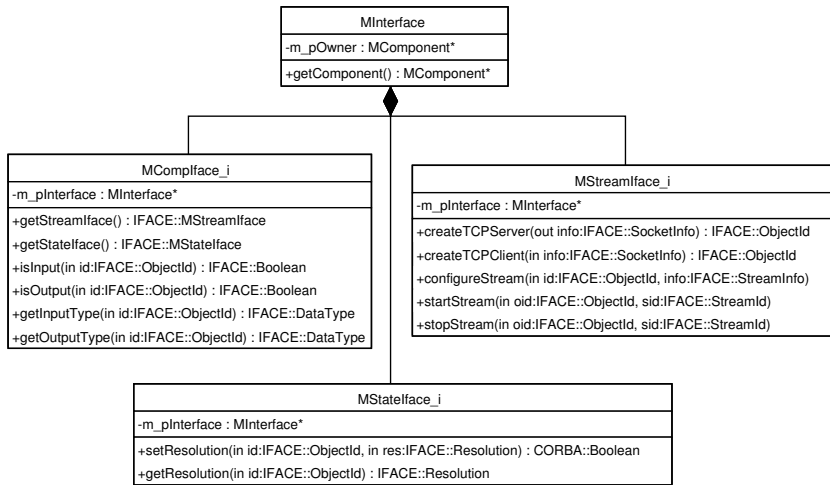 MInterface
-m_pOwner : MComponent*
+getComponent() : MComponent*
MCompIface_i
-m_pInterface : MInterface*
+getStreamIface() : IFACE::MStreamIface
+getStateIface() : IFACE::MStateIface
+isInput(in id:IFACE::ObjectId) : IFACE::Boolean
+isOutput(in id:IFACE::ObjectId) : IFACE::Boolean
+getInputType(in id:IFACE::ObjectId) : IFACE::DataType
+getOutputType(in id:IFACE::ObjectId) : IFACE::DataType
MStreamIface_i
-m_pInterface : MInterface*
+createTCPServer(out info:IFACE::SocketInfo) : IFACE::ObjectId
+createTCPClient(in info:IFACE::SocketInfo) : IFACE::ObjectId
+configureStream(in id:IFACE::ObjectId, info:IFACE::StreamInfo)
+startStream(in oid:IFACE::ObjectId, sid:IFACE::StreamId)
+stopStream(in oid:IFACE::ObjectId, sid:IFACE::StreamId)
MStateIface_i
-m_pInterface : MInterface*
+setResolution(in id:IFACE::ObjectId, in res:IFACE::Resolution) : CORBA::Boolean
+getResolution(in id:IFACE::ObjectId) : IFACE::Resolution